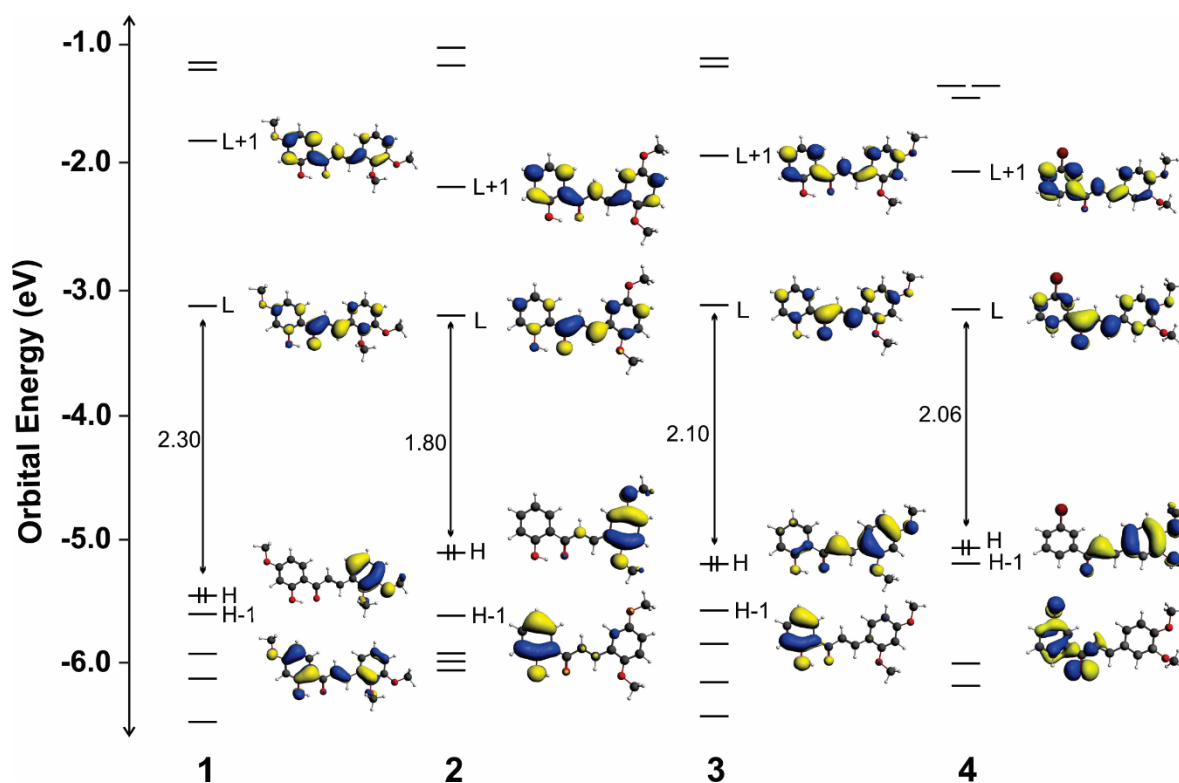 Orbital Energy (eV)
-1.0
-2.0
-3.0
-4.0
-5.0
-6.0
L+1
L
2.30
H
H-1
1
L+1
L
1.80
H
H-1
2
L+1
L
2.10
H
H-1
3
L+1
L
2.06
H
H-1
4